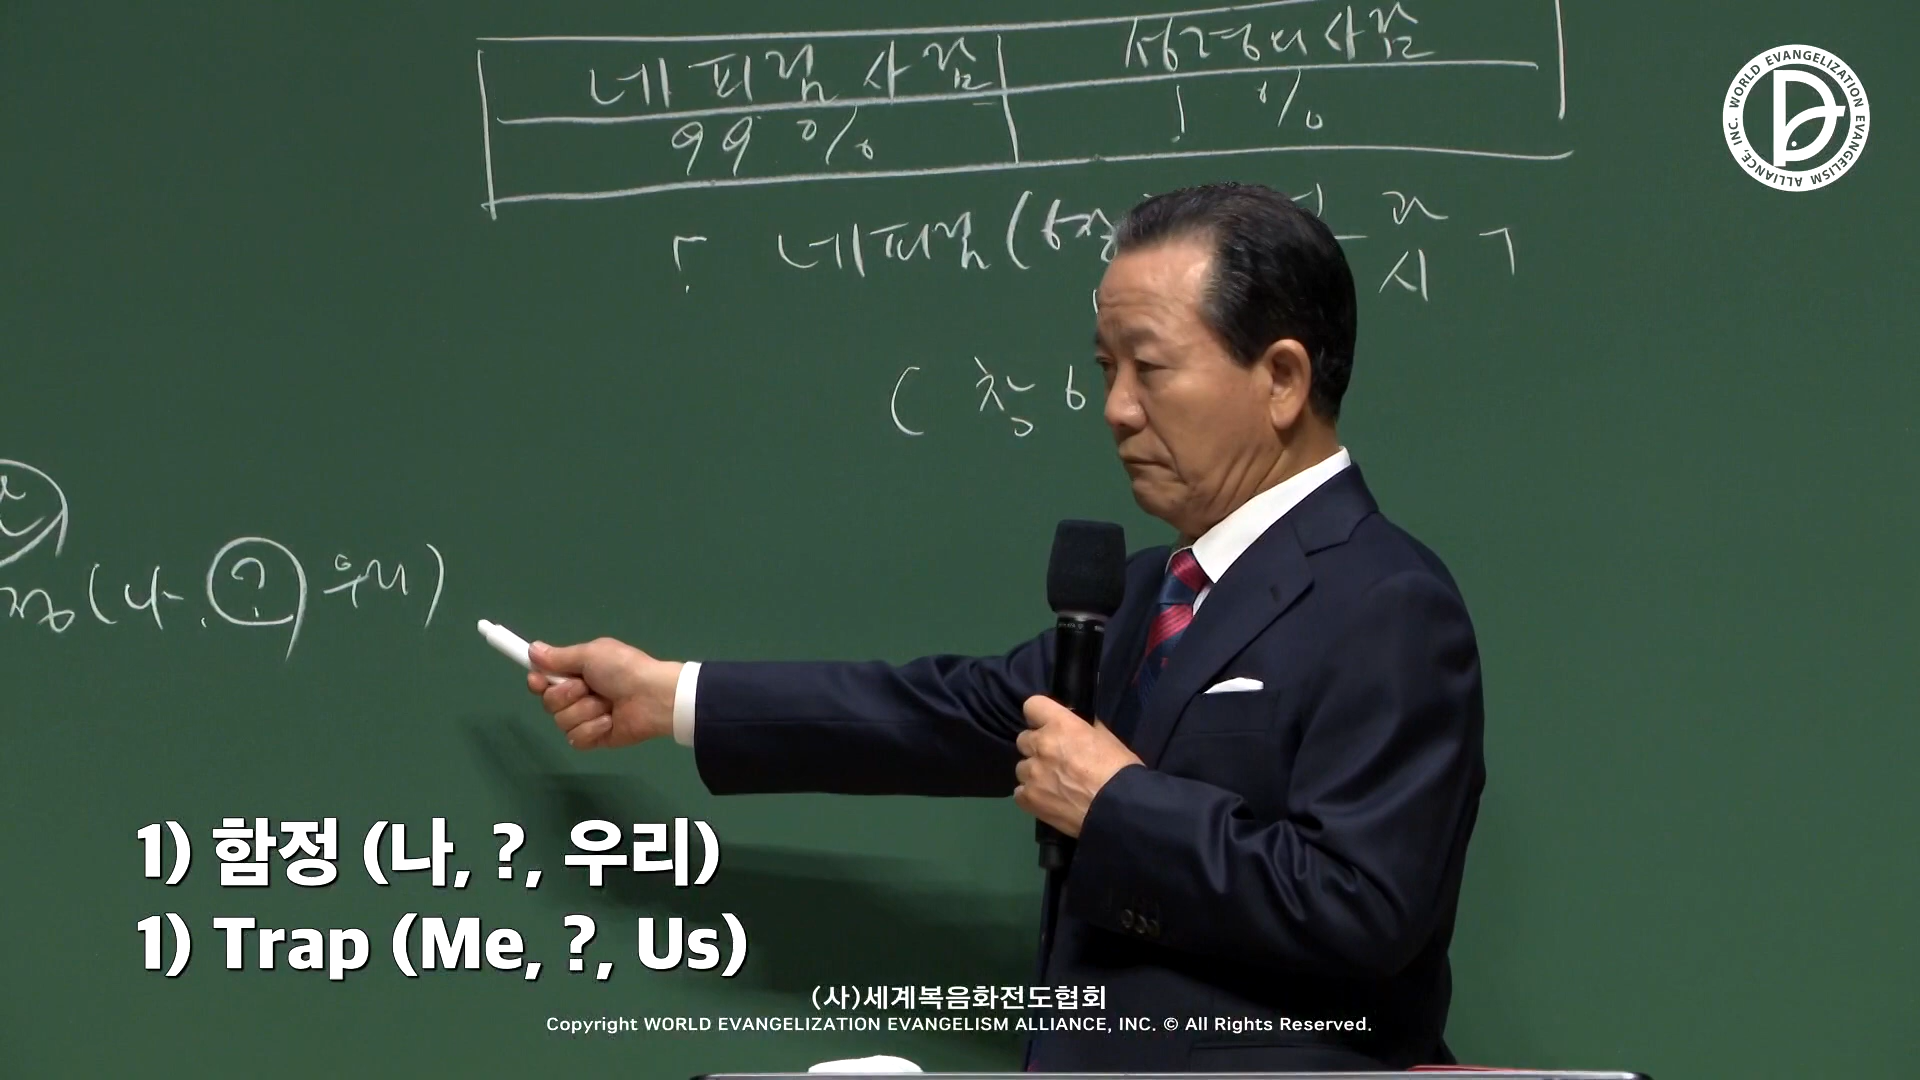 네피림 사람 성경의 사람
99% 1%
「 네피림 ( 과
시 」
( 창 6
( 나. ? 우리 )
1) 함정 (나, ?, 우리)
1) Trap (Me, ?, Us)
(사)세계복음화전도협회
Copyright WORLD EVANGELIZATION EVANGELISM ALLIANCE, INC. © All Rights Reserved.
WORLD EVANGELIZATION EVANGELISM ALLIANCE, INC.